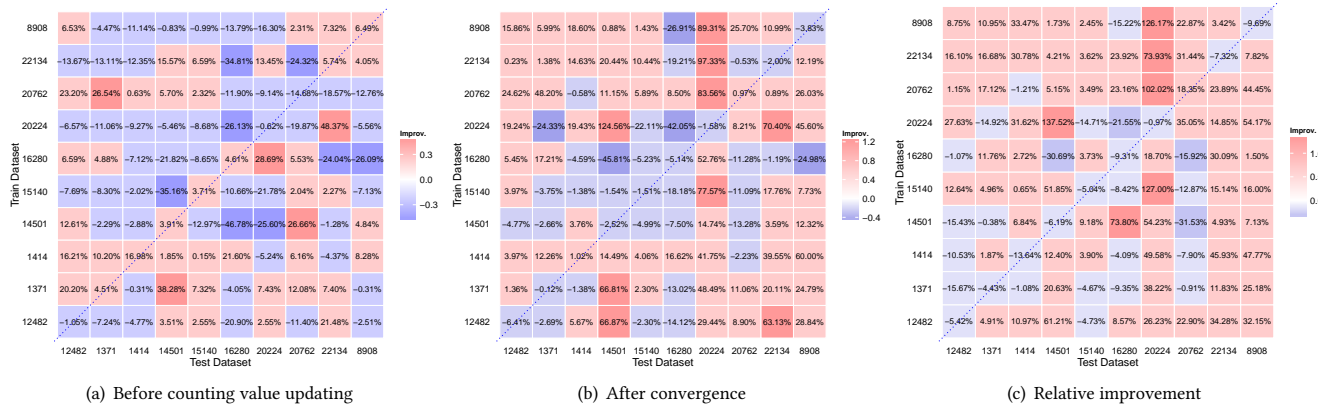 8908 6.53% −4.47% −11.14% −0.83% −0.99% −13.79% −16.30% 2.31% 7.32% 6.49%
22134 −13.67% −13.11% −12.35% 15.57% 6.59% −34.81% 13.45% −24.32% 5.74% 4.05%
20762 23.20% 26.54% 0.63% 5.70% 2.32% −11.90% −9.14% −14.68% −18.57% −12.76%
20224 −6.57% −11.06% −9.27% −5.46% −8.68% −26.13% −0.62% −19.87% 48.37% −5.56%
16280 6.59% 4.88% −7.12% −21.82% −8.65% 4.61% 28.69% 5.53% −24.04% −26.09%
15140 −7.69% −8.30% −2.02% −35.16% 3.71% −10.66% −21.78% 2.04% 2.27% −7.13%
14501 12.61% −2.29% −2.88% 3.91% −12.97% −46.78% −25.60% 26.66% −1.28% 4.84%
1414 16.21% 10.20% 16.98% 1.85% 0.15% 21.60% −5.24% 6.16% −4.37% 8.28%
1371 20.20% 4.51% −0.31% 38.28% 7.32% −4.05% 7.43% 12.08% 7.40% −0.31%
12482 −1.05% −7.24% −4.77% 3.51% 2.55% −20.90% 2.55% −11.40% 21.48% −2.51%
12482 1371 1414 14501 15140 16280 20224 20762 22134 8908
Train Dataset
Test Dataset
Improv.
0.3
0.0
−0.3
(a) Before counting value updating
8908 15.86% 5.99% 18.60% 0.88% 1.43% −26.91% 89.31% 25.70% 10.99% −3.83%
22134 0.23% 1.38% 14.63% 20.44% 10.44% −19.21% 97.33% −0.53% −2.00% 12.19%
20762 24.62% 48.20% −0.58% 11.15% 5.89% 8.50% 83.56% 0.97% 0.89% 26.03%
20224 19.24% −24.33% 19.43% 124.56% −22.11% −42.05% −1.58% 8.21% 70.40% 45.60%
16280 5.45% 17.21% −4.59% −45.81% −5.23% −5.14% 52.76% −11.28% −1.19% −24.98%
15140 3.97% −3.75% −1.38% −1.54% −1.51% −18.18% 77.57% −11.09% 17.76% 7.73%
14501 −4.77% −2.66% 3.76% −2.52% −4.99% −7.50% 14.74% −13.28% 3.59% 12.32%
1414 3.97% 12.26% 1.02% 14.49% 4.06% 16.62% 41.75% −2.23% 39.55% 60.00%
1371 1.36% −0.12% −1.38% 66.81% 2.30% −13.02% 48.49% 11.06% 20.11% 24.79%
12482 −6.41% −2.69% 5.67% 66.87% −2.30% −14.12% 29.44% 8.90% 63.13% 28.84%
12482 1371 1414 14501 15140 16280 20224 20762 22134 8908
Train Dataset
Test Dataset
Improv.
1.2
0.8
0.4
0.0
−0.4
(b) After convergence
8908 8.75% 10.95% 33.47% 1.73% 2.45% −15.22% 126.17% 22.87% 3.42% −9.69%
22134 16.10% 16.68% 30.78% 4.21% 3.62% 23.92% 73.93% 31.44% −7.32% 7.82%
20762 1.15% 17.12% −1.21% 5.15% 3.49% 23.16% 102.02% 18.35% 23.89% 44.45%
20224 27.63% −14.92% 31.62% 137.52% −14.71% −21.55% −0.97% 35.05% 14.85% 54.17%
16280 −1.07% 11.76% 2.72% −30.69% 3.73% −9.31% 18.70% −15.92% 30.09% 1.50%
15140 12.64% 4.96% 0.65% 51.85% −5.04% −8.42% 127.00% −12.87% 15.14% 16.00%
14501 −15.43% −0.38% 6.84% −6.19% 9.18% 73.80% 54.23% −31.53% 4.93% 7.13%
1414 −10.53% 1.87% −13.64% 12.40% 3.90% −4.09% 49.58% −7.90% 45.93% 47.77%
1371 −15.67% −4.43% −1.08% 20.63% −4.67% −9.35% 38.22% −0.91% 11.83% 25.18%
12482 −5.42% 4.91% 10.97% 61.21% −4.73% 8.57% 26.23% 22.90% 34.28% 32.15%
12482 1371 1414 14501 15140 16280 20224 20762 22134 8908
Train Dataset
Test Dataset
Improv.
(c) Relative improvement